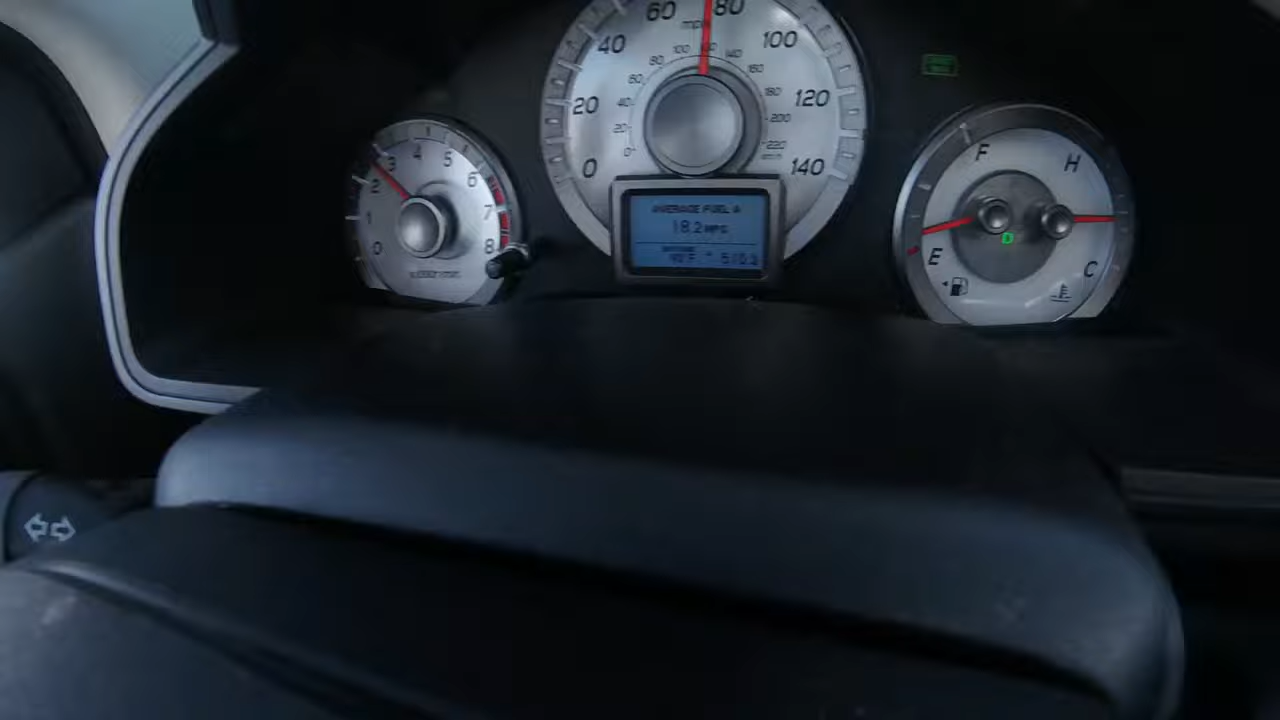 60 80
mph
40 100
20 120
0 140
80 100 140 160
60 180
40 200
20 220
0 km/h
0 1 2 3 4 5 6 7 8
AVERAGE FUEL A
18.2 MPG
F H
E C